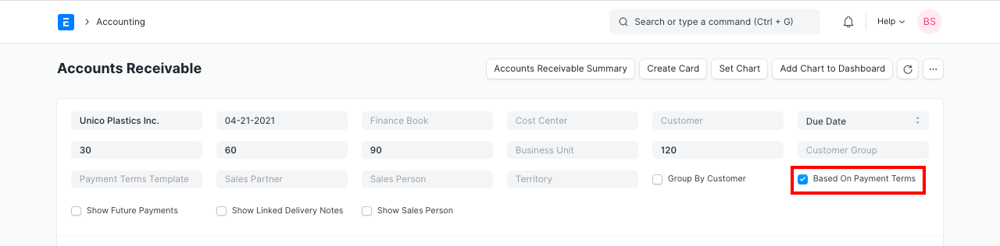 E > Accounting Search or type a command (Ctrl + G) Help BS
Accounts Receivable Accounts Receivable Summary Create Card Set Chart Add Chart to Dashboard ...
Unico Plastics Inc. 04-21-2021 Finance Book Cost Center Customer Due Date
30 60 90 Business Unit 120 Customer Group
Payment Terms Template Sales Partner Sales Person Territory Group By Customer Based On Payment Terms
Show Future Payments Show Linked Delivery Notes Show Sales Person